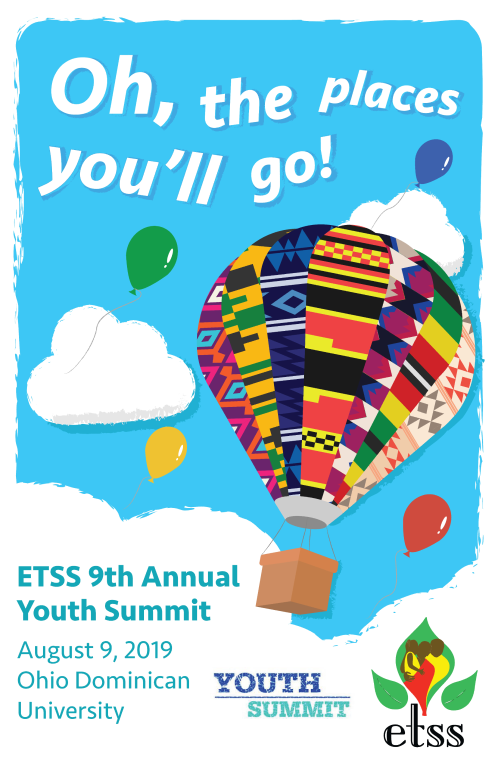 Oh, the places
you'll go!
ETSS 9th Annual
Youth Summit
August 9, 2019
Ohio Dominican
University
YOUTH
SUMMIT
etss